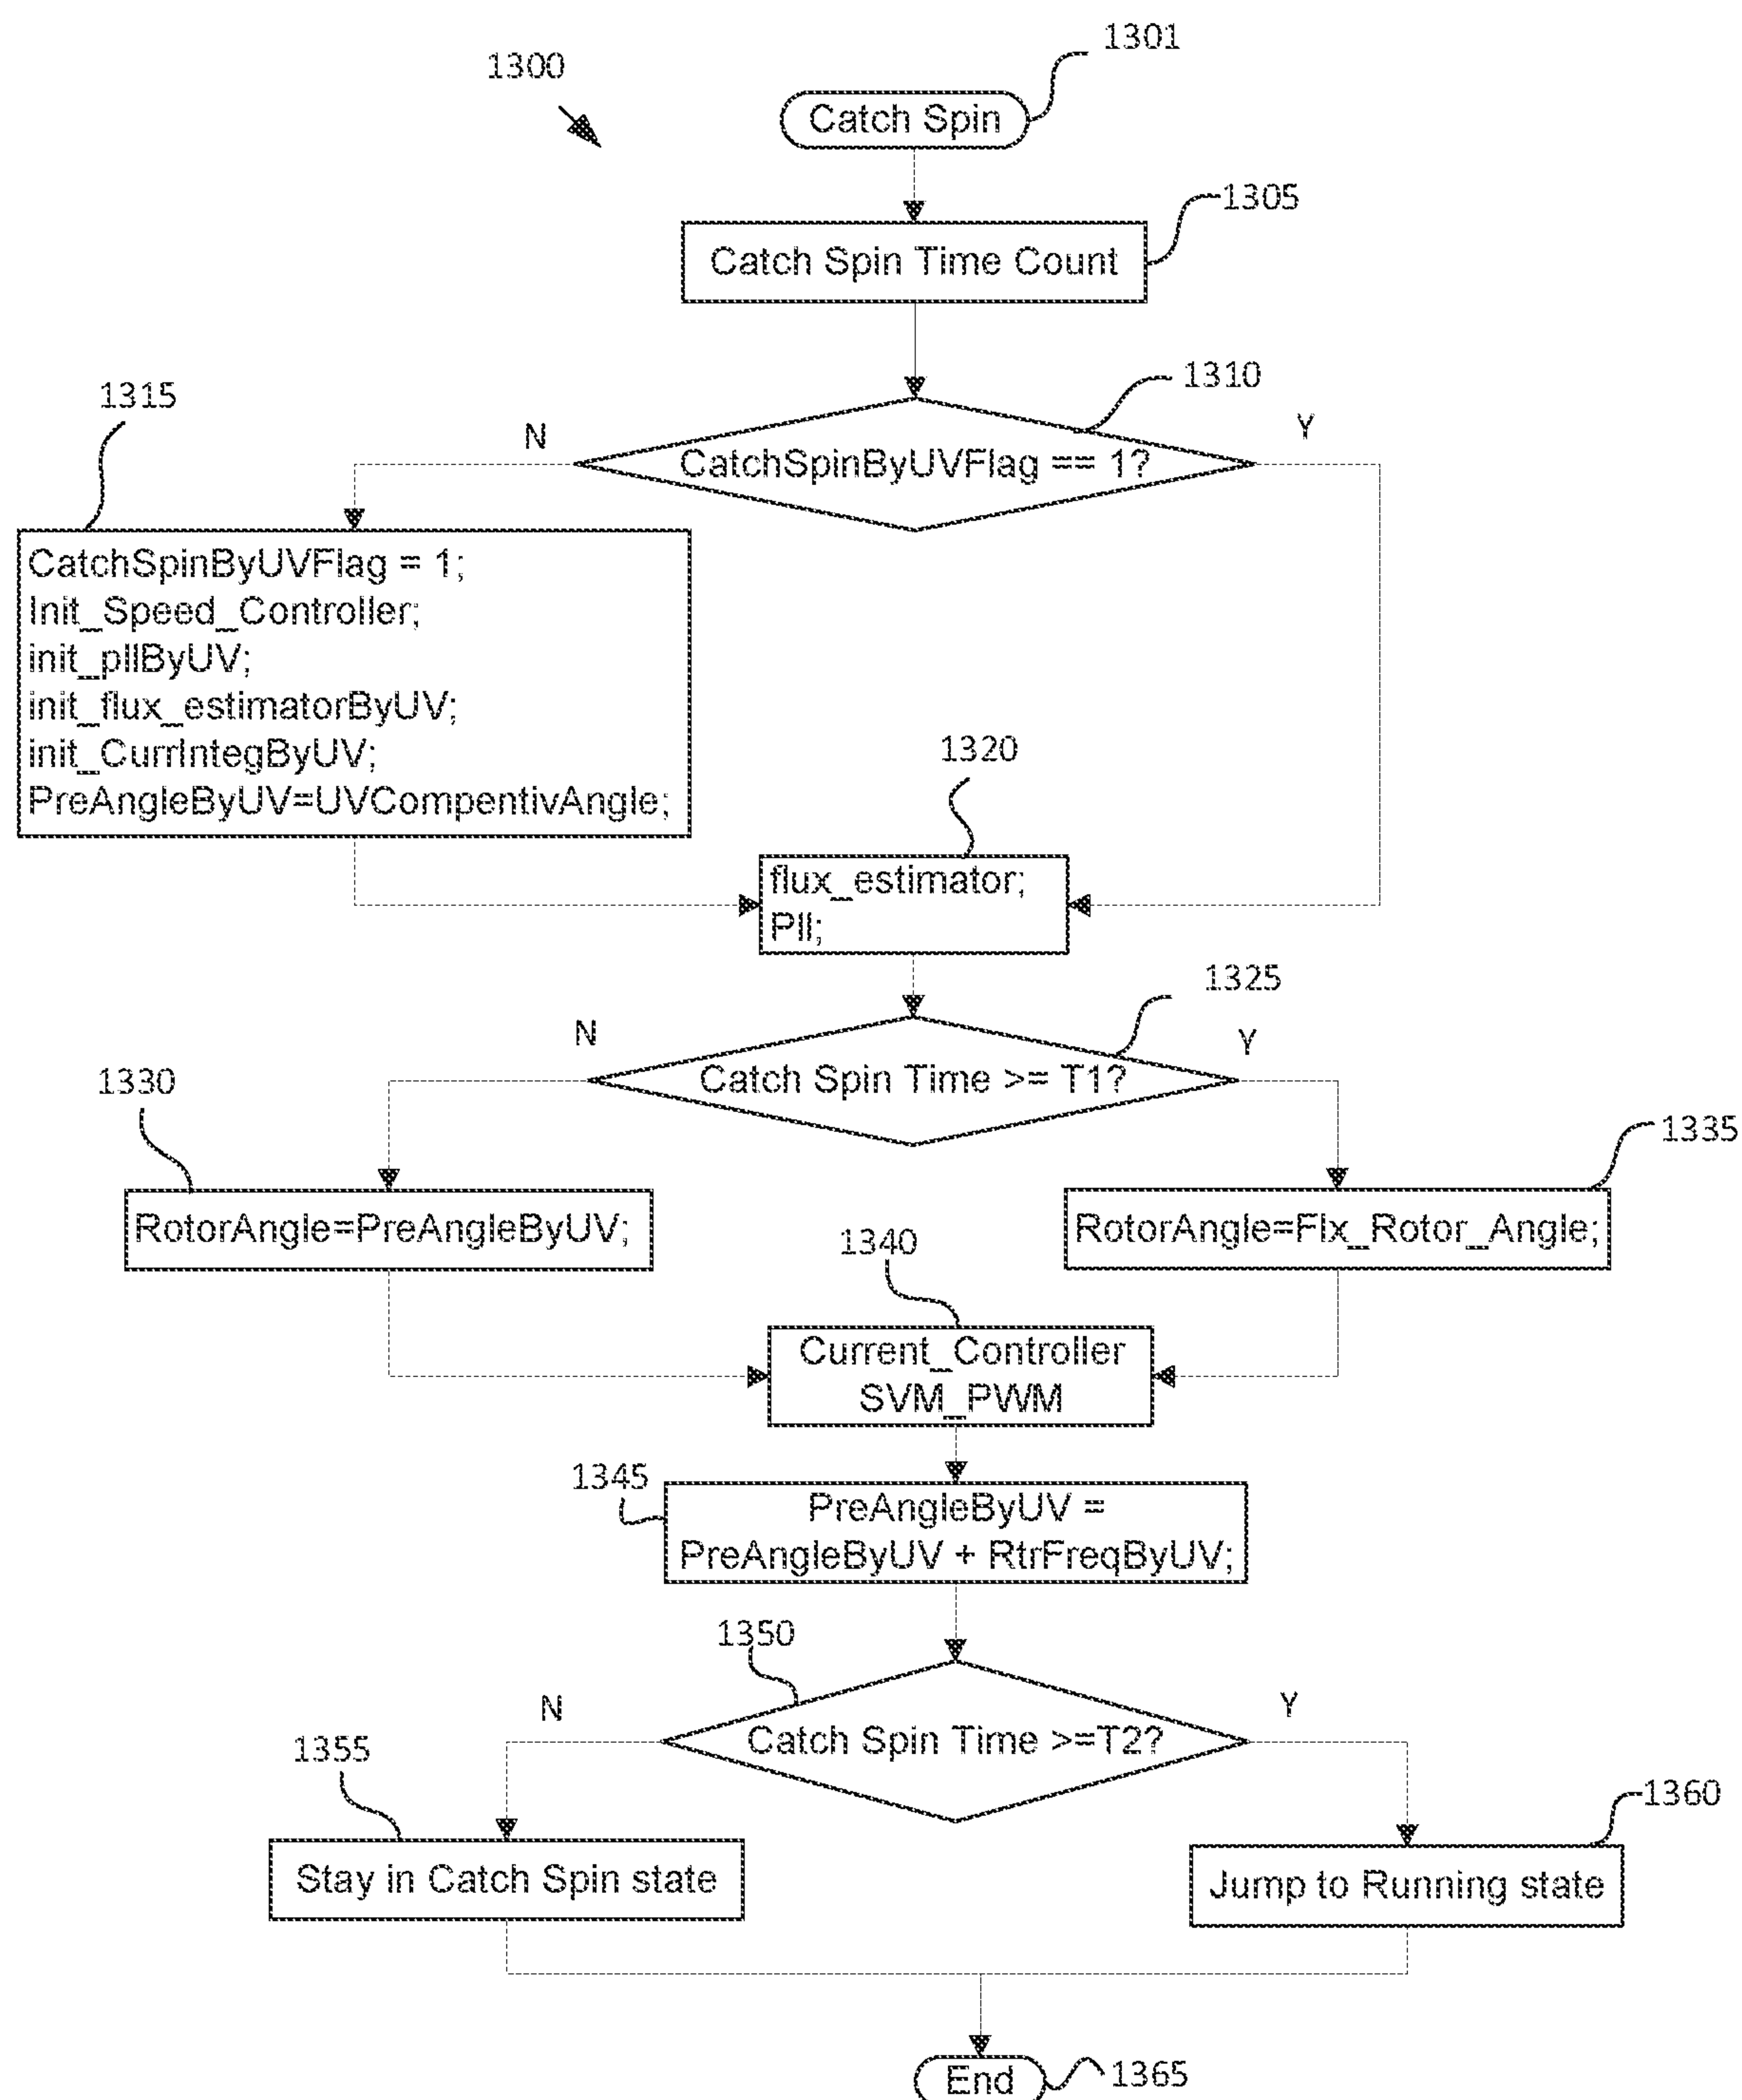 1300
1301
Catch Spin
1305
Catch Spin Time Count
1310
N
Y
CatchSpinByUVFlag == 1?
1315
CatchSpinByUVFlag = 1;
Init_Speed_Controller;
init_pllByUV;
init_flux_estimatorByUV;
init_CurrIntegByUV;
PreAngleByUV=UVCompentivAngle;
1320
flux_estimator;
Pll;
1325
N
Y
Catch Spin Time >= T1?
1330
RotorAngle=PreAngleByUV;
1335
RotorAngle=Flx_Rotor_Angle;
1340
Current_Controller
SVM_PWM
1345
PreAngleByUV =
PreAngleByUV + RtrFreqByUV;
1350
N
Y
Catch Spin Time >=T2?
1355
Stay in Catch Spin state
1360
Jump to Running state
End
1365